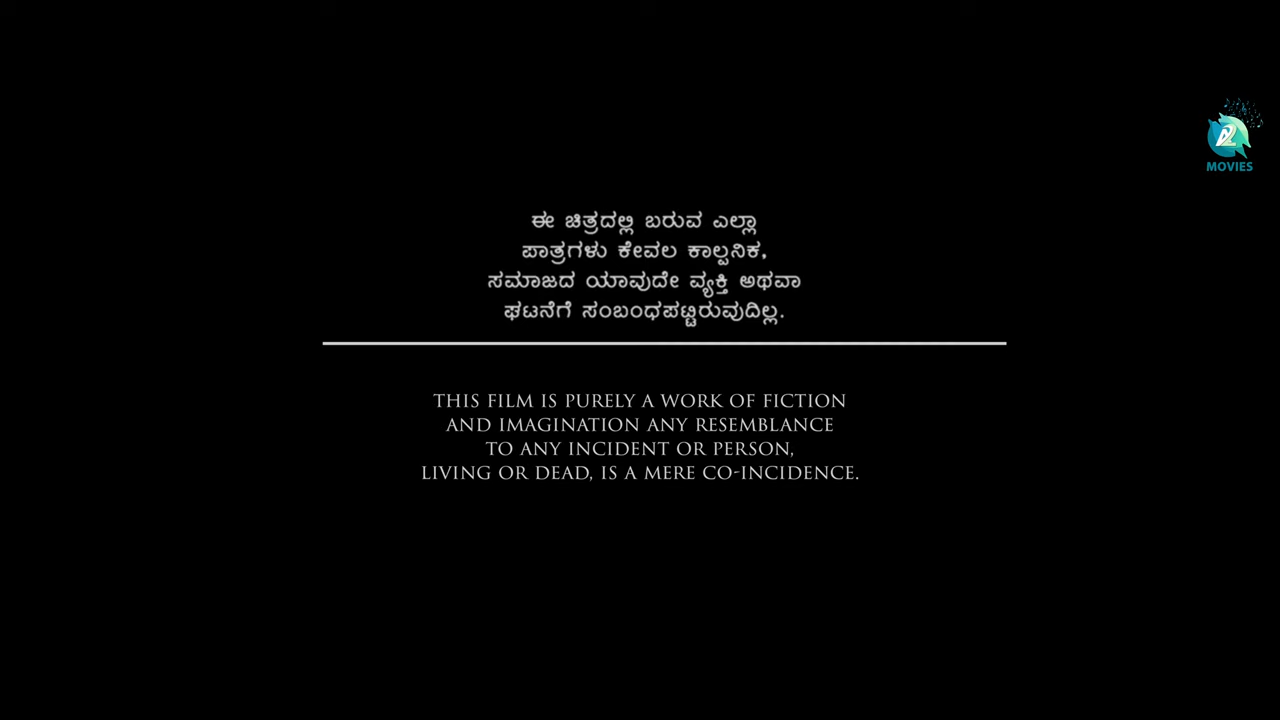 A2
MOVIES
ಈ ಚಿತ್ರದಲ್ಲಿ ಬರುವ ಎಲ್ಲಾ
ಪಾತ್ರಗಳು ಕೇವಲ ಕಾಲ್ಪನಿಕ,
ಸಮಾಜದ ಯಾವುದೇ ವ್ಯಕ್ತಿ ಅಥವಾ
ಘಟನೆಗೆ ಸಂಬಂಧಪಟ್ಟಿರುವುದಿಲ್ಲ.
THIS FILM IS PURELY A WORK OF FICTION
AND IMAGINATION ANY RESEMBLANCE
TO ANY INCIDENT OR PERSON,
LIVING OR DEAD, IS A MERE CO-INCIDENCE.